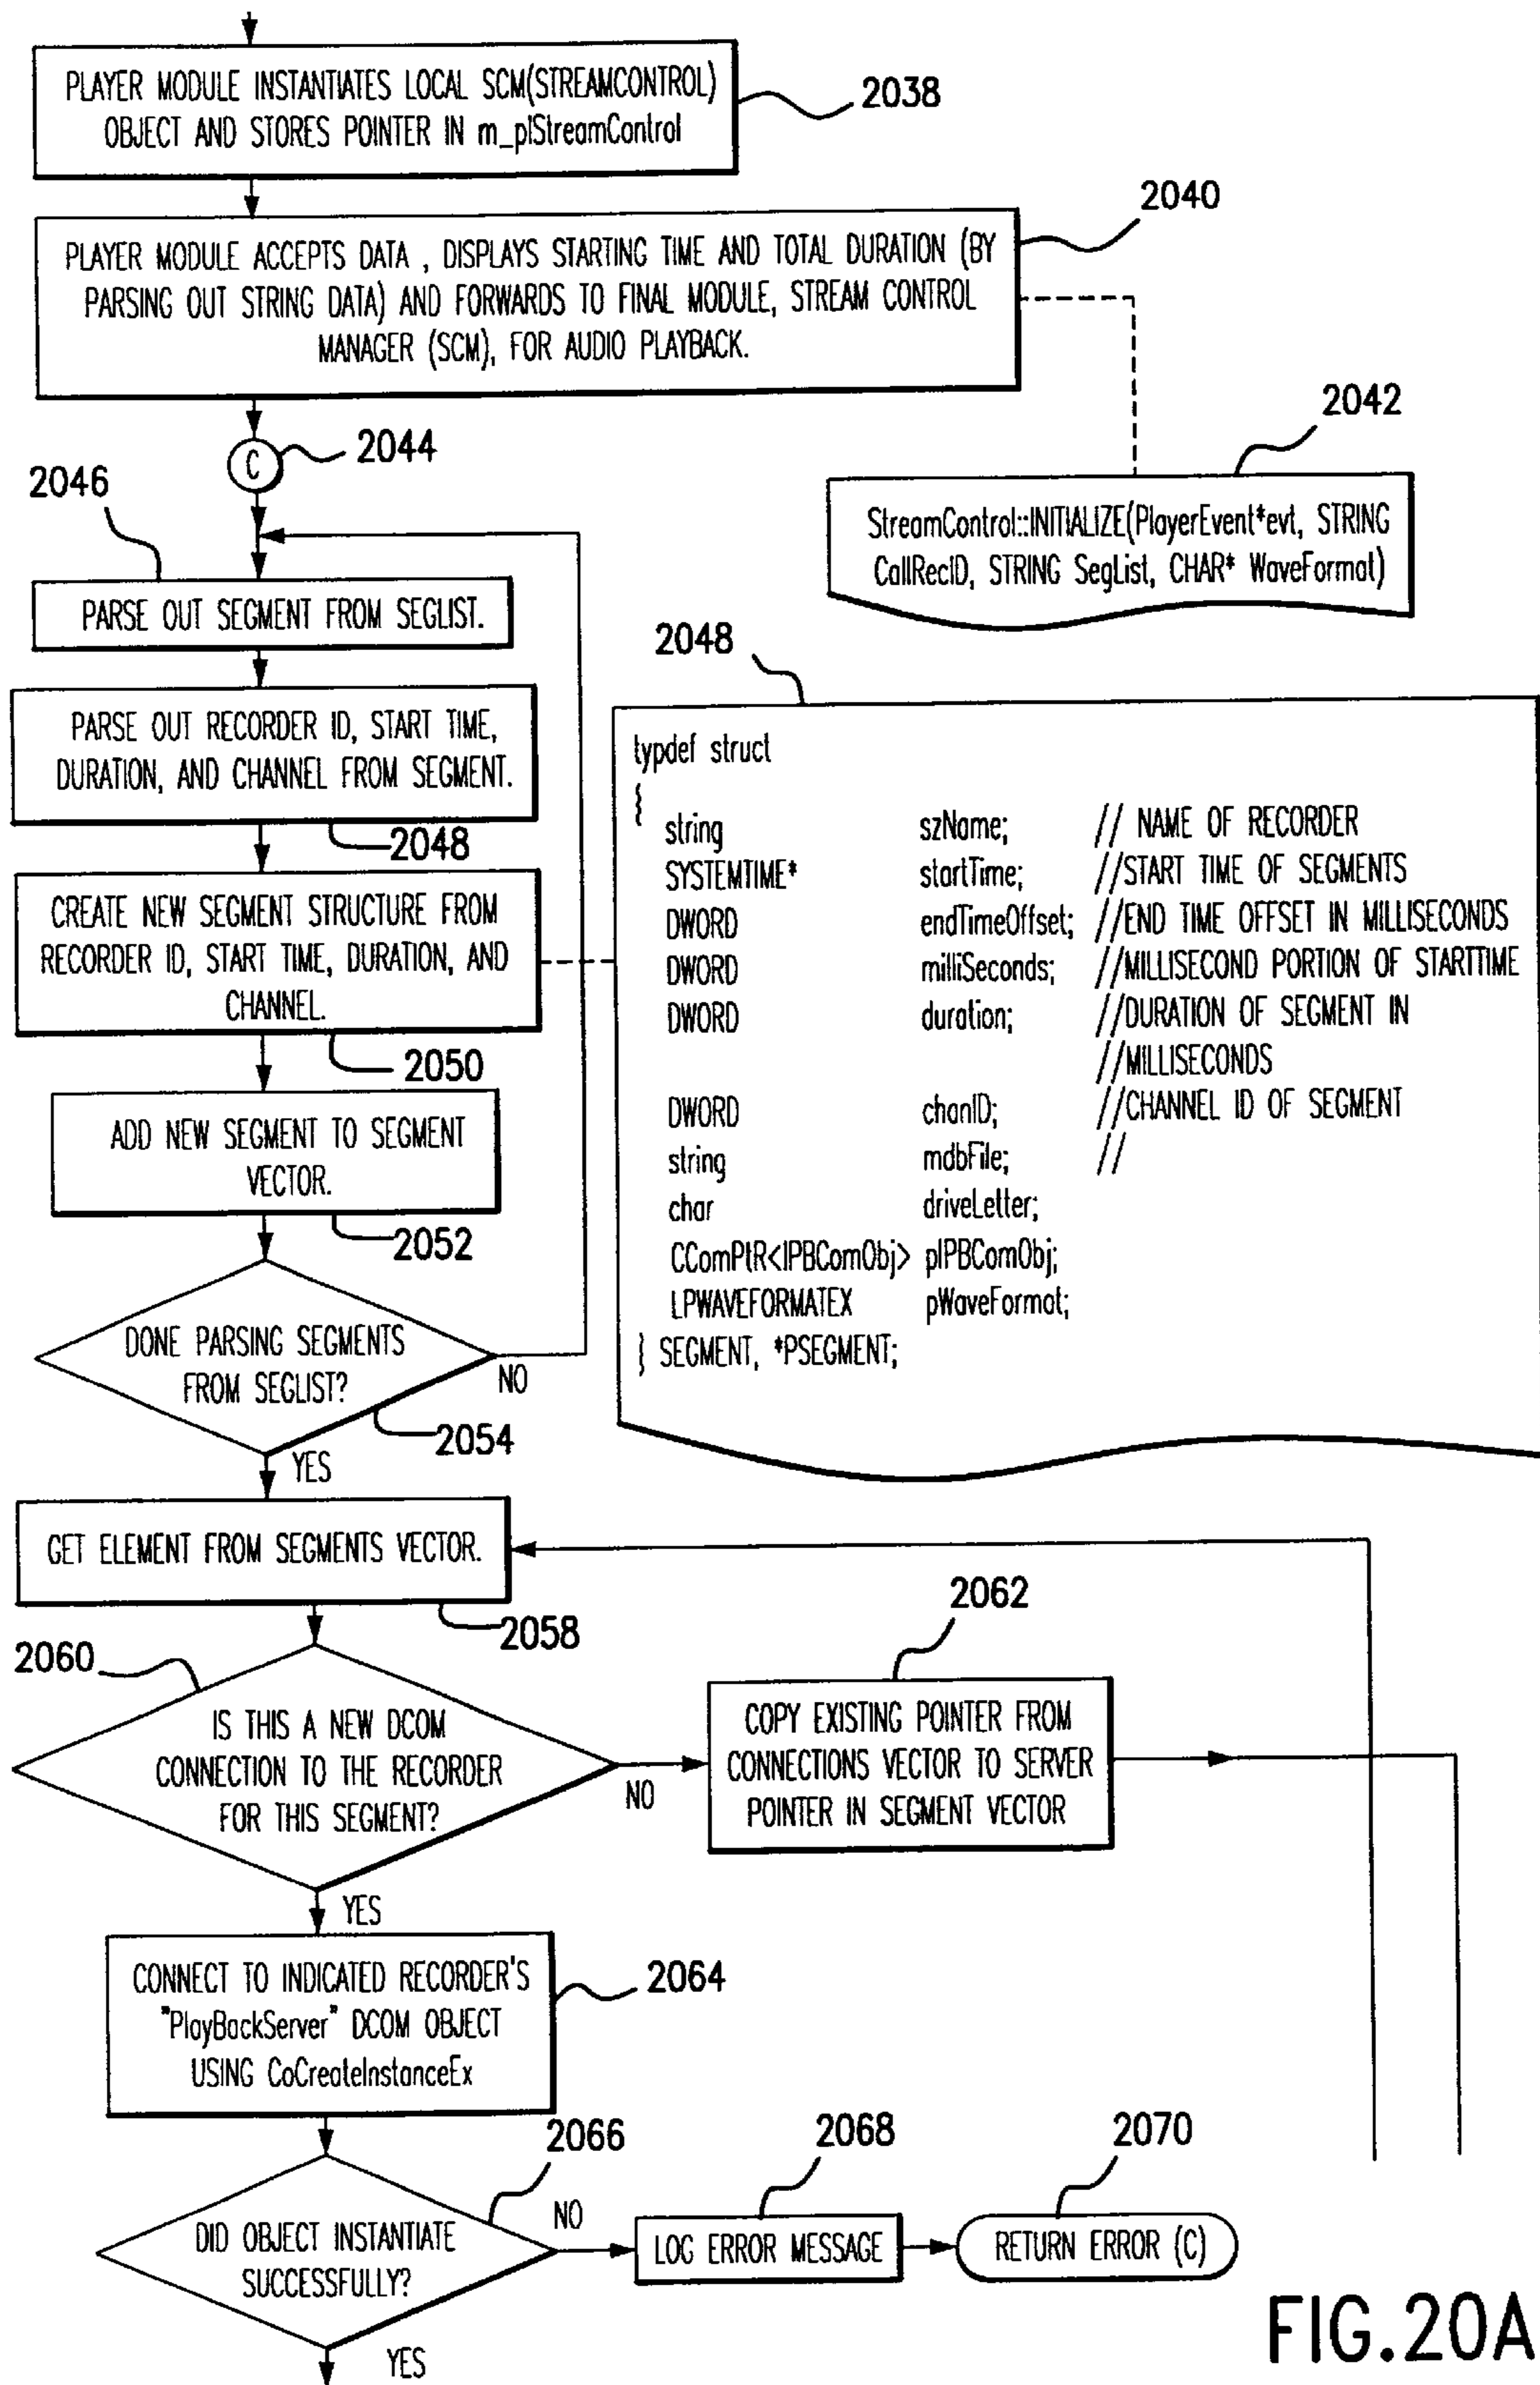 PLAYER MODULE INSTANTIATES LOCAL SCM(STREAMCONTROL)
OBJECT AND STORES POINTER IN m_pIStreamControl
2038
2040
PLAYER MODULE ACCEPTS DATA , DISPLAYS STARTING TIME AND TOTAL DURATION (BY
PARSING OUT STRING DATA) AND FORWARDS TO FINAL MODULE, STREAM CONTROL
MANAGER (SCM), FOR AUDIO PLAYBACK.
2042
StreamControl::INITIALIZE(PlayerEvent*evt, STRING
CallRecID, STRING SegList, CHAR* WaveFormat)
C
2044
2046
PARSE OUT SEGMENT FROM SEGLIST.
PARSE OUT RECORDER ID, START TIME,
DURATION, AND CHANNEL FROM SEGMENT.
2048
CREATE NEW SEGMENT STRUCTURE FROM
RECORDER ID, START TIME, DURATION, AND
CHANNEL.
2050
2048
typdef struct
{
string szName; // NAME OF RECORDER
SYSTEMTIME* startTime; //START TIME OF SEGMENTS
DWORD endTimeOffset; //END TIME OFFSET IN MILLISECONDS
DWORD milliSeconds; //MILLISECOND PORTION OF STARTTIME
DWORD duration; //DURATION OF SEGMENT IN
//MILLISECONDS
DWORD chanID; //CHANNEL ID OF SEGMENT
string mdbFile; //
char driveLetter;
CComPtR<IPBComObj> pIPBComObj;
LPWAVEFORMATEX pWaveFormat;
} SEGMENT, *PSEGMENT;
ADD NEW SEGMENT TO SEGMENT
VECTOR.
2052
DONE PARSING SEGMENTS
FROM SEGLIST?
NO
2054
YES
GET ELEMENT FROM SEGMENTS VECTOR.
2058
2060
IS THIS A NEW DCOM
CONNECTION TO THE RECORDER
FOR THIS SEGMENT?
NO
2062
COPY EXISTING POINTER FROM
CONNECTIONS VECTOR TO SERVER
POINTER IN SEGMENT VECTOR
YES
CONNECT TO INDICATED RECORDER'S
"PlayBackServer" DCOM OBJECT
USING CoCreateInstanceEx
2064
2066
DID OBJECT INSTANTIATE
SUCCESSFULLY?
NO
2068
LOG ERROR MESSAGE
2070
RETURN ERROR (C)
YES
FIG.20A